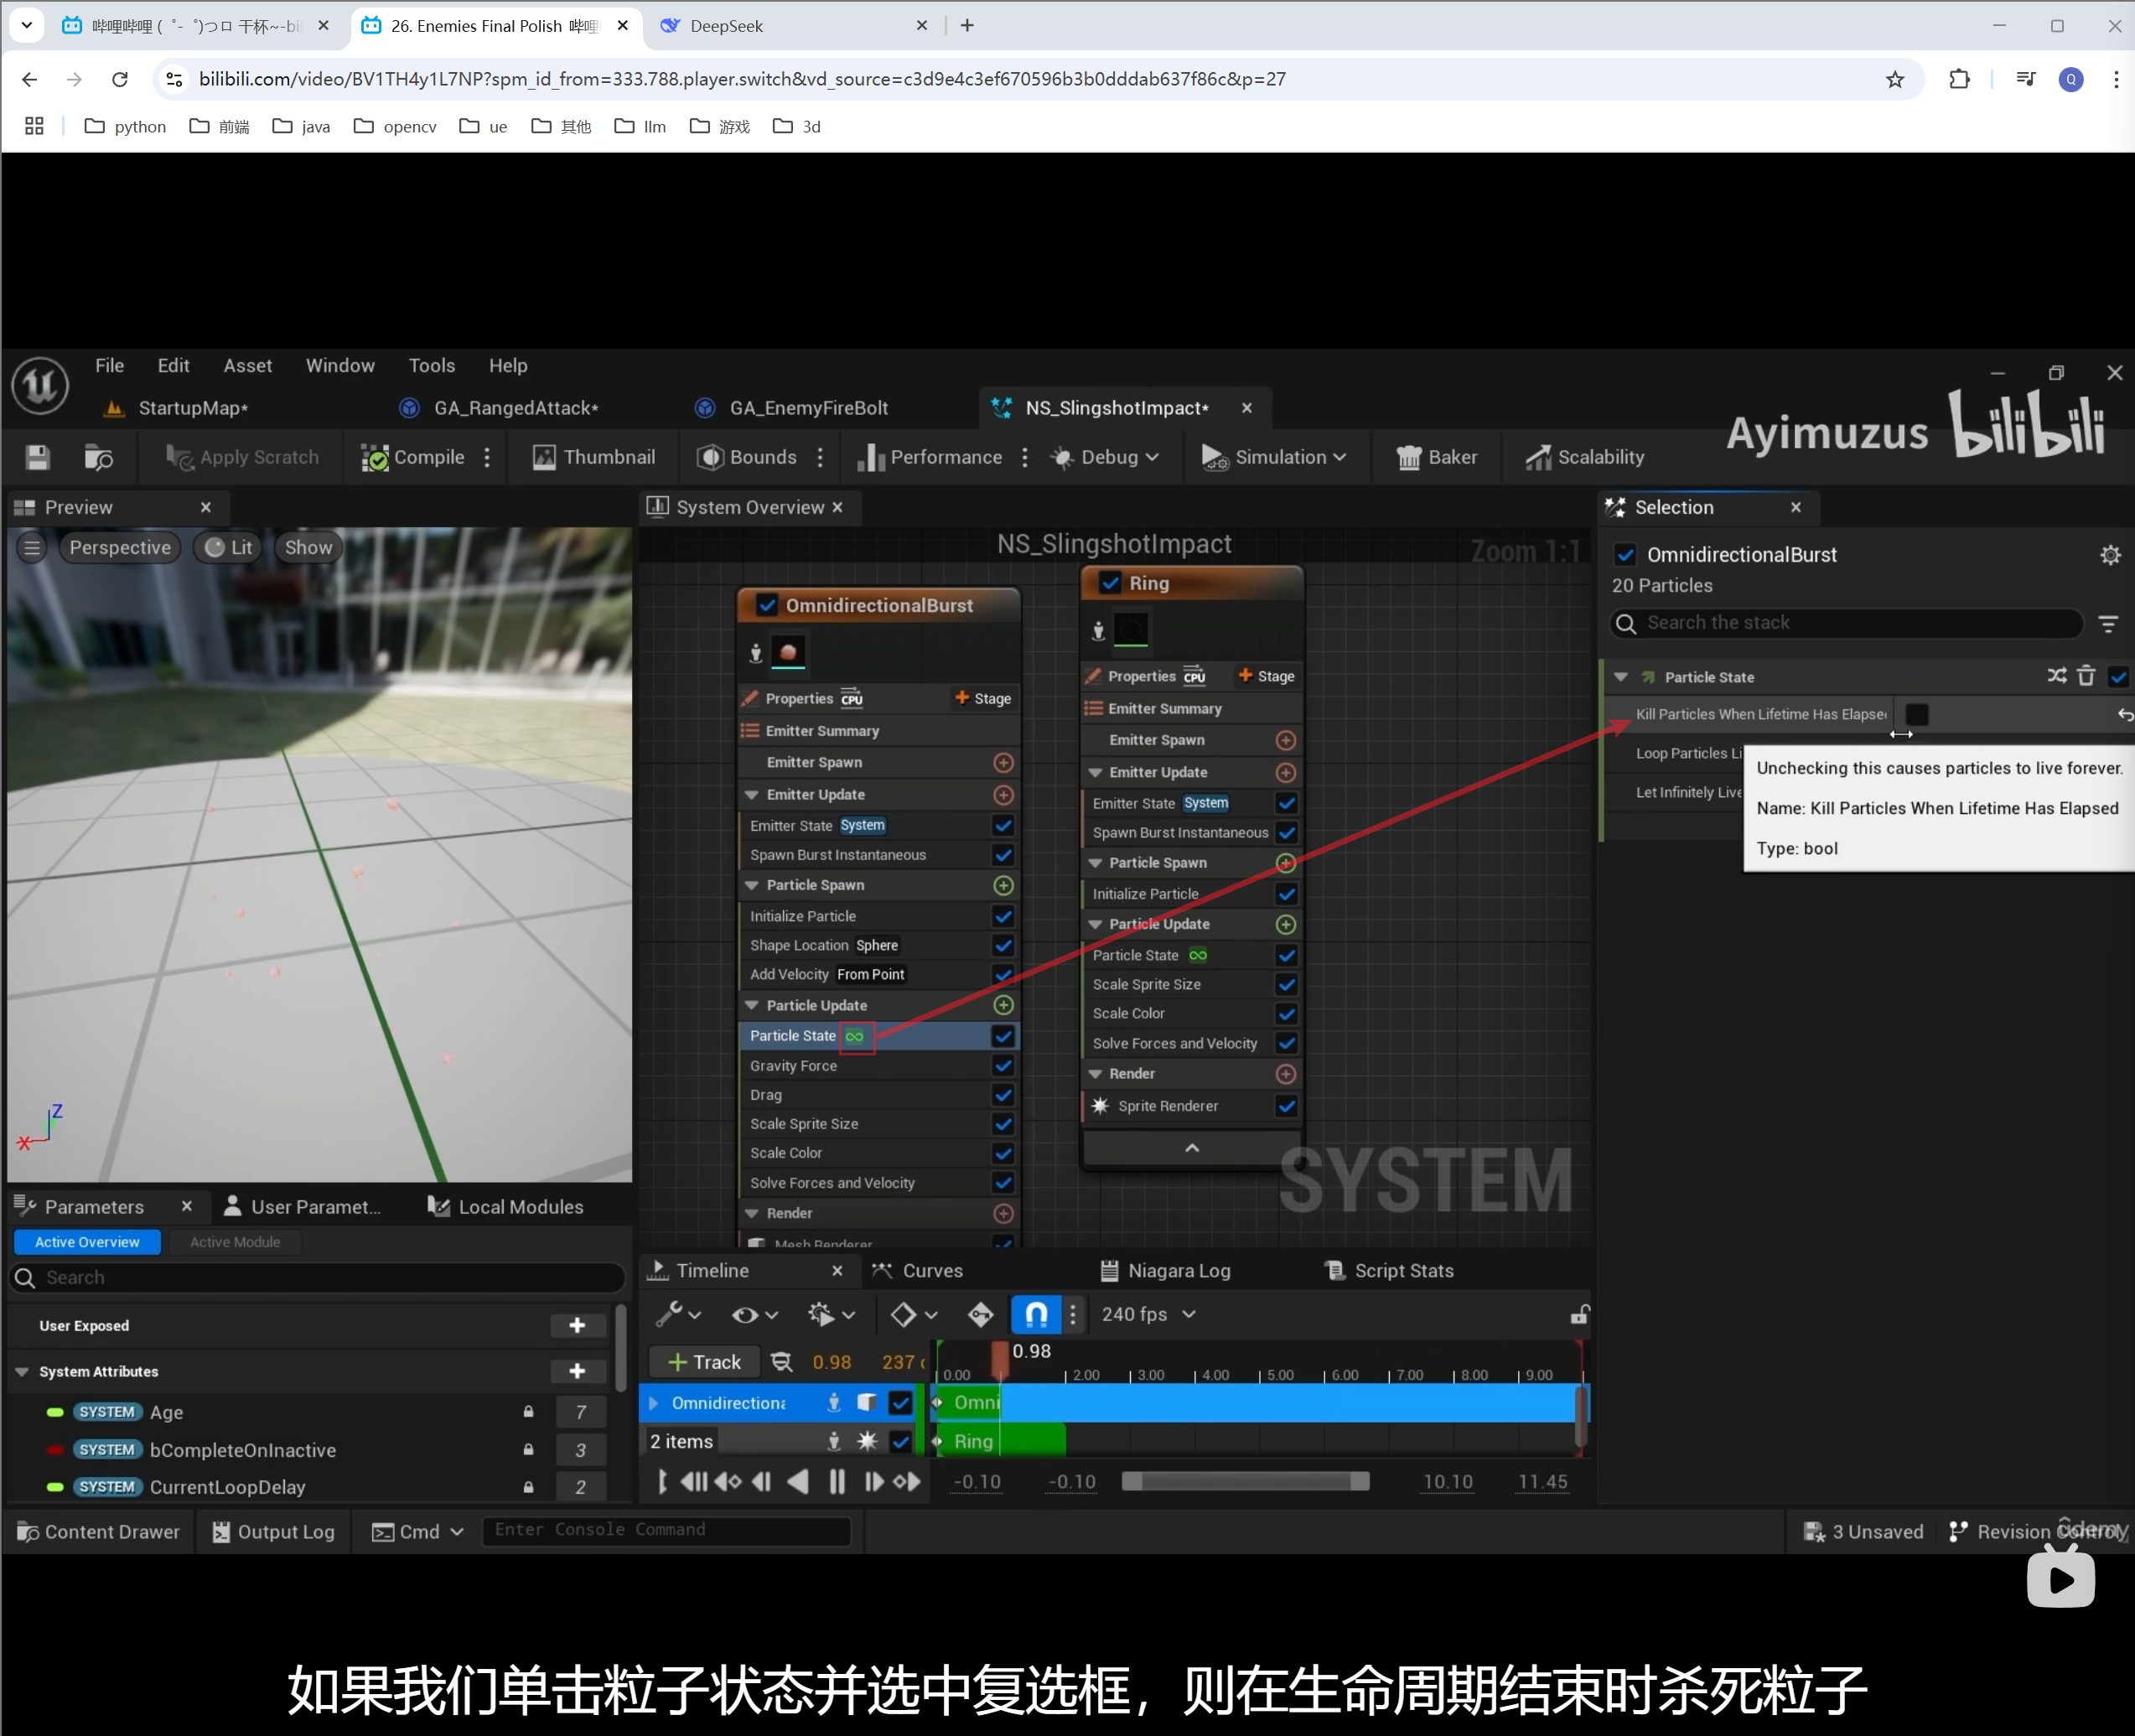 哔哩哔哩 (゜-゜)つロ 干杯~-bi
26. Enemies Final Polish 哔哩
DeepSeek
bilibili.com/video/BV1TH4y1L7NP?spm_id_from=333.788.player.switch&vd_source=c3d9e4c3ef670596b3b0dddab637f86c&p=27
Q
python 前端 java opencv ue 其他 llm 游戏 3d
File Edit Asset Window Tools Help
StartupMap* GA_RangedAttack* GA_EnemyFireBolt NS_SlingshotImpact*
Ayimuzus bilibili
Apply Scratch Compile Thumbnail Bounds Performance Debug Simulation Baker Scalability
Preview
Perspective Lit Show
Z
X
System Overview
NS_SlingshotImpact
Zoom 1:1
OmnidirectionalBurst
Properties CPU Stage
Emitter Summary
Emitter Spawn
Emitter Update
Emitter State System
Spawn Burst Instantaneous
Particle Spawn
Initialize Particle
Shape Location Sphere
Add Velocity From Point
Particle Update
Particle State
Gravity Force
Drag
Scale Sprite Size
Scale Color
Solve Forces and Velocity
Render
Mesh Renderer
Ring
Properties CPU Stage
Emitter Summary
Emitter Spawn
Emitter Update
Emitter State System
Spawn Burst Instantaneous
Particle Spawn
Initialize Particle
Particle Update
Particle State
Scale Sprite Size
Scale Color
Solve Forces and Velocity
Render
Sprite Renderer
SYSTEM
Selection
OmnidirectionalBurst
20 Particles
Search the stack
Particle State
Kill Particles When Lifetime Has Elapse
Loop Particles Li
Let Infinitely Live
Unchecking this causes particles to live forever.
Name: Kill Particles When Lifetime Has Elapsed
Type: bool
Parameters User Paramet... Local Modules
Active Overview Active Module
Search
User Exposed
System Attributes
SYSTEM Age 7
SYSTEM bCompleteOnInactive 3
SYSTEM CurrentLoopDelay 2
Timeline Curves Niagara Log Script Stats
240 fps
Track 0.98 237
0.98
0.00 2.00 3.00 4.00 5.00 6.00 7.00 8.00 9.00
Omnidirectiona Omni
2 items Ring
-0.10 -0.10 10.10 11.45
Content Drawer Output Log Cmd Enter Console Command
3 Unsaved Revision Control
ûdemy
如果我们单击粒子状态并选中复选框，则在生命周期结束时杀死粒子